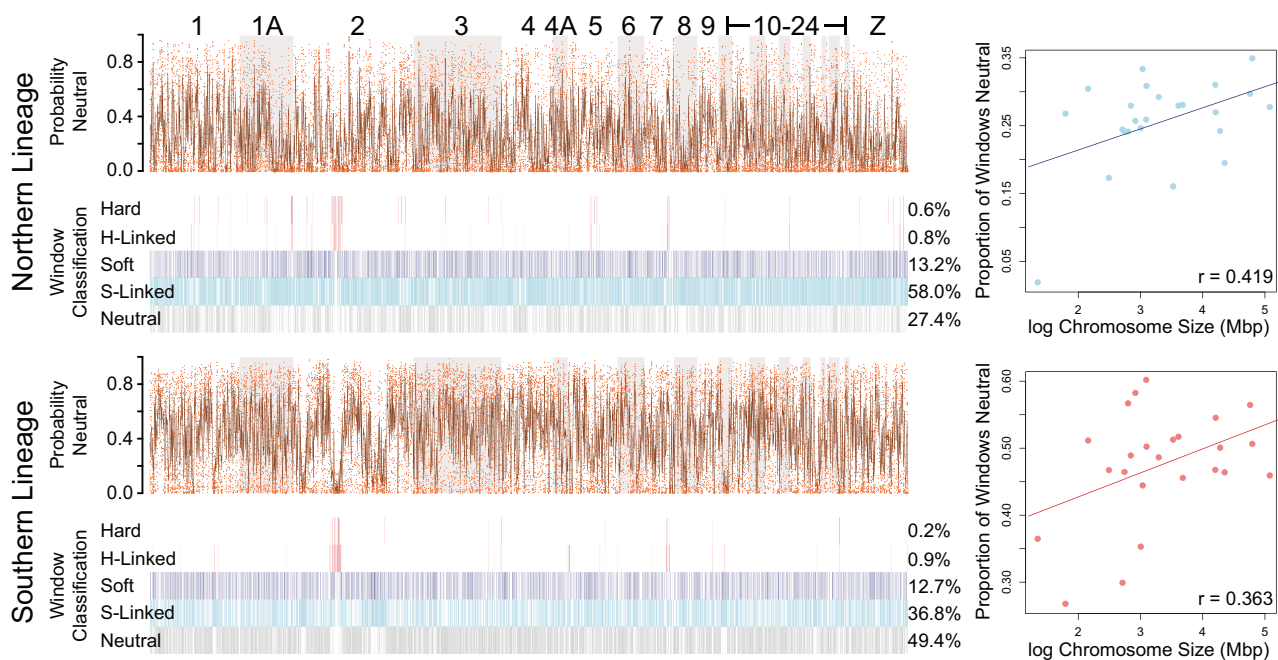 1 1A 2 3 4 4A 5 6 7 8 9 10-24 Z
Northern Lineage
Probability
Neutral
0.8
0.4
0.0
Window
Classification
Hard 0.6%
H-Linked 0.8%
Soft 13.2%
S-Linked 58.0%
Neutral 27.4%
Proportion of Windows Neutral
0.35
0.25
0.15
0.05
r = 0.419
2 3 4 5
log Chromosome Size (Mbp)
Southern Lineage
Probability
Neutral
0.8
0.4
0.0
Window
Classification
Hard 0.2%
H-Linked 0.9%
Soft 12.7%
S-Linked 36.8%
Neutral 49.4%
Proportion of Windows Neutral
0.60
0.50
0.40
0.30
r = 0.363
2 3 4 5
log Chromosome Size (Mbp)